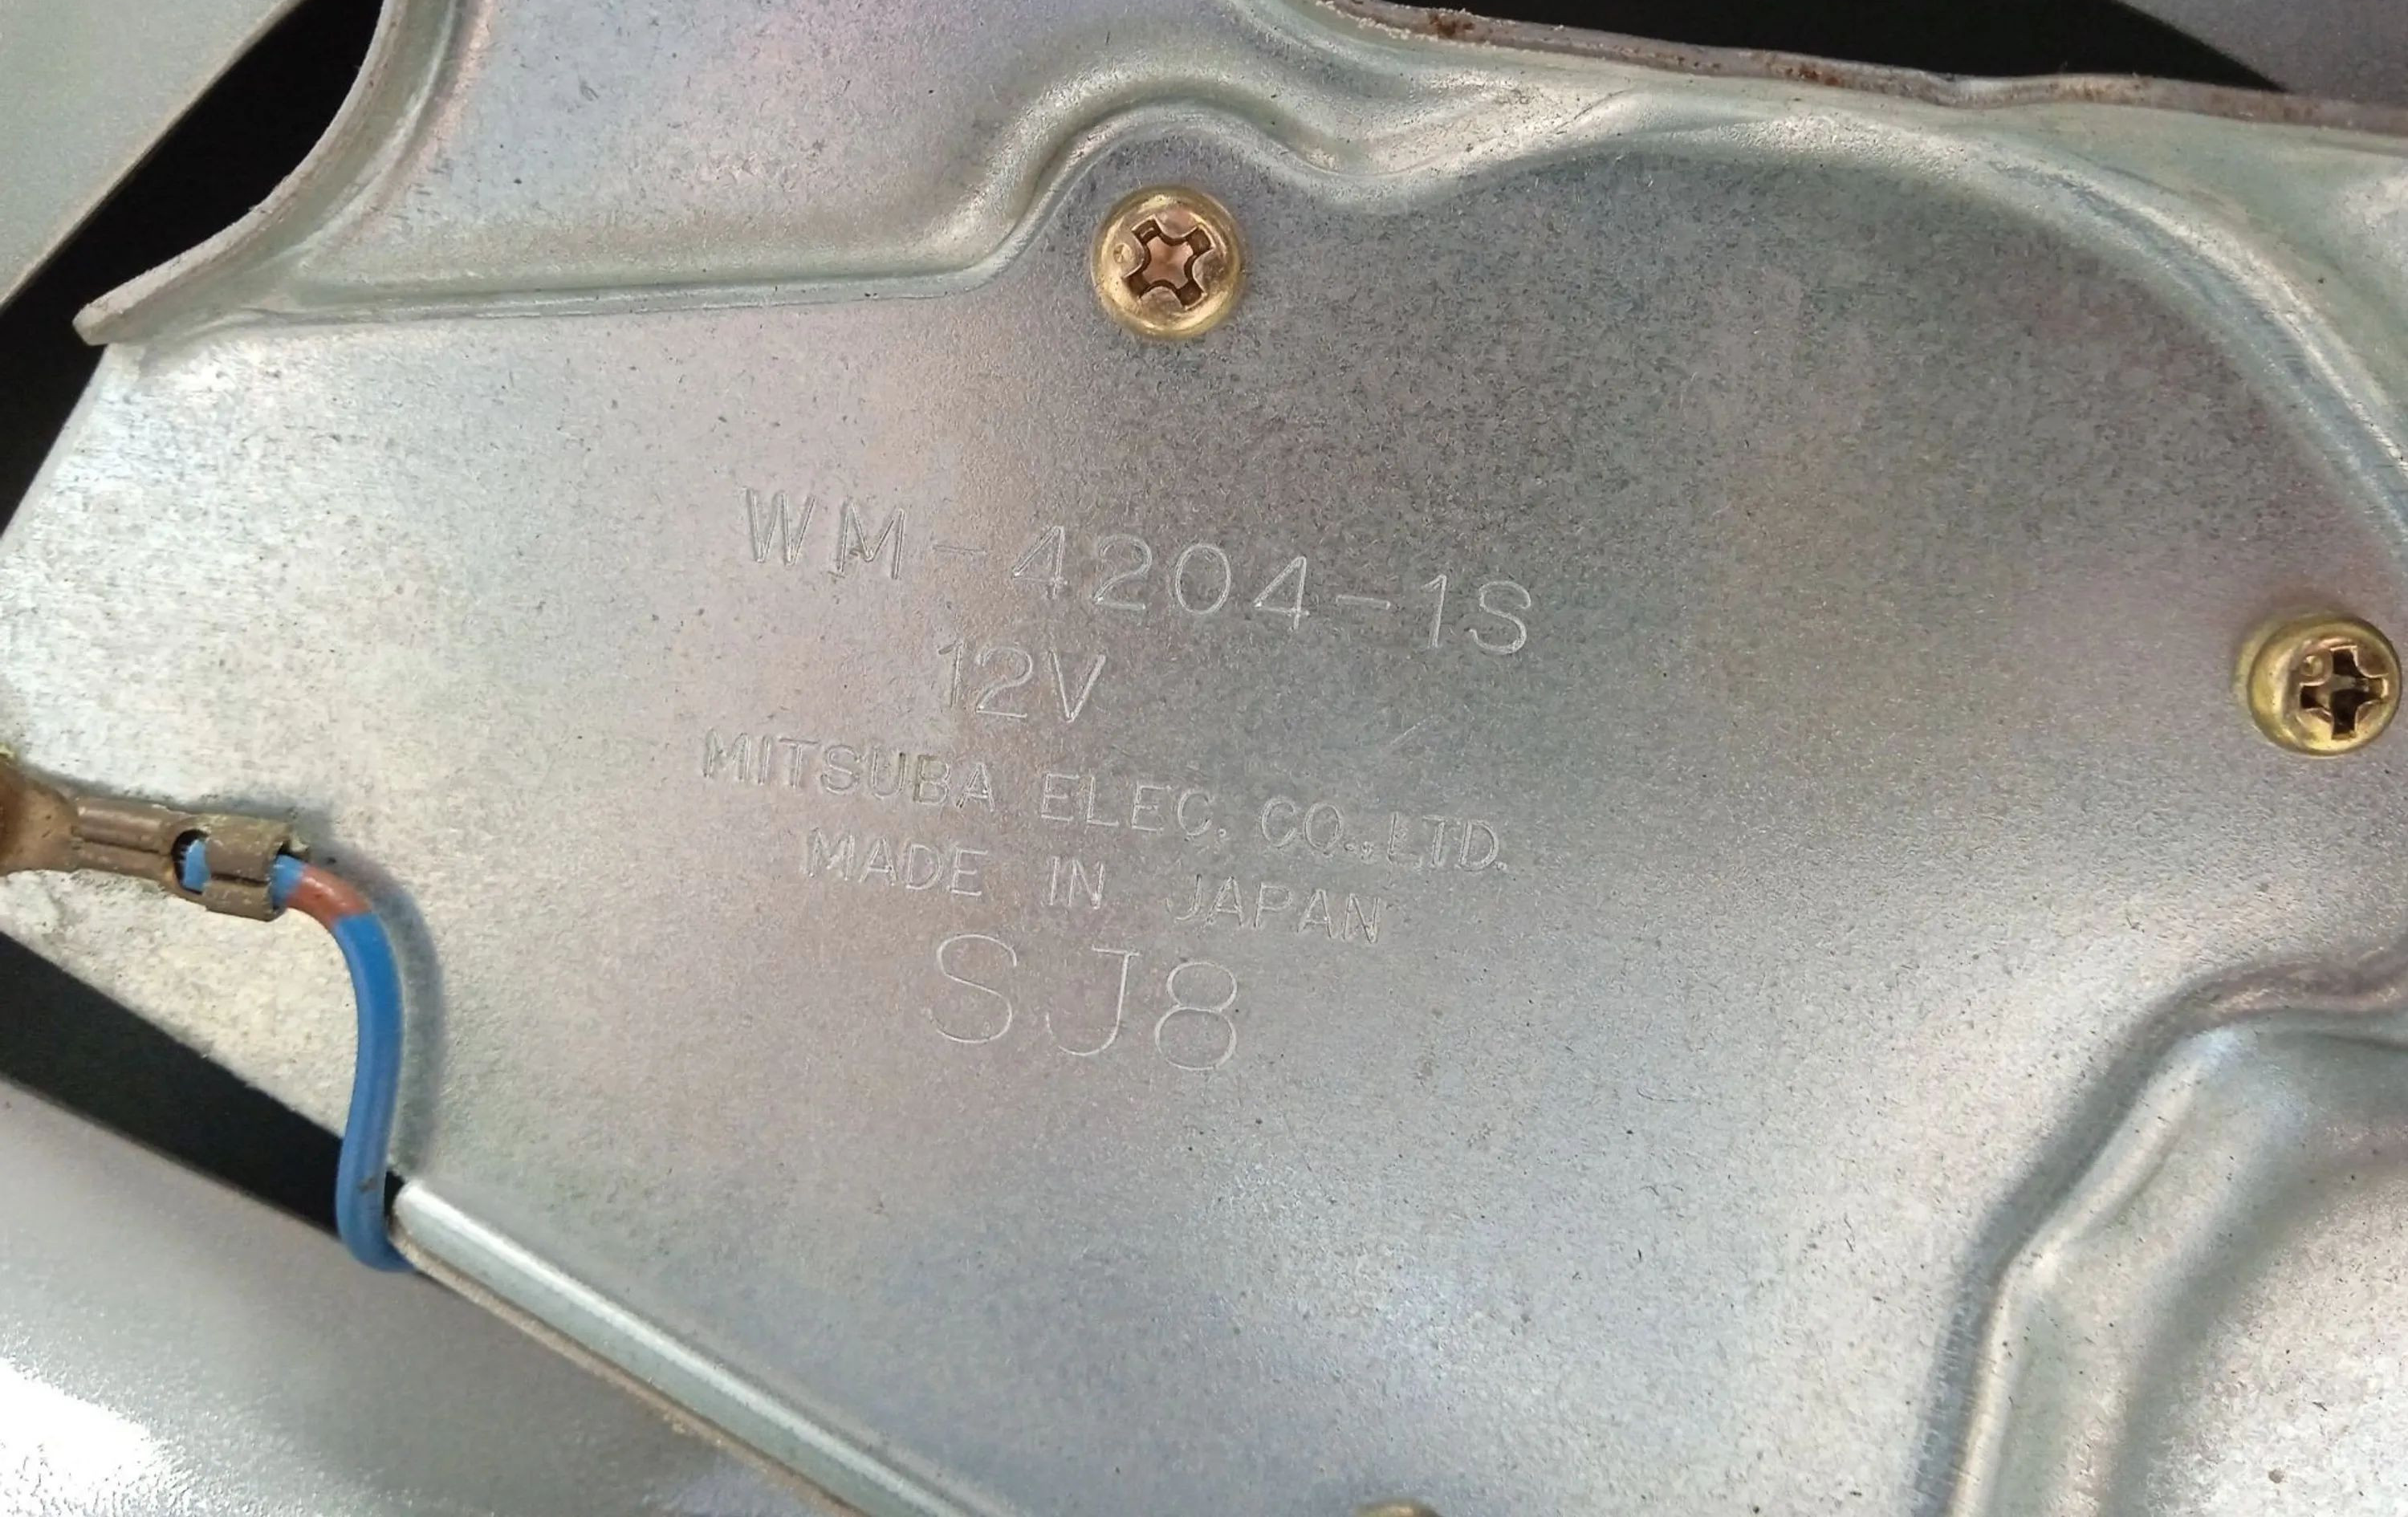 WM-4204-1S
12V
MITSUBA ELEC. CO.,LTD.
MADE IN JAPAN
SJ8